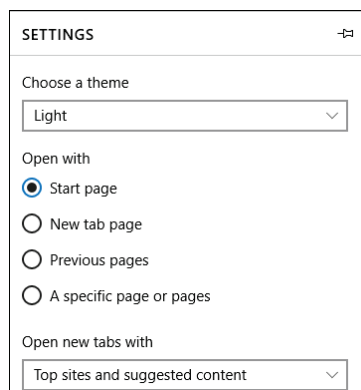 SETTINGS
Choose a theme
Light
Open with
Start page
New tab page
Previous pages
A specific page or pages
Open new tabs with
Top sites and suggested content